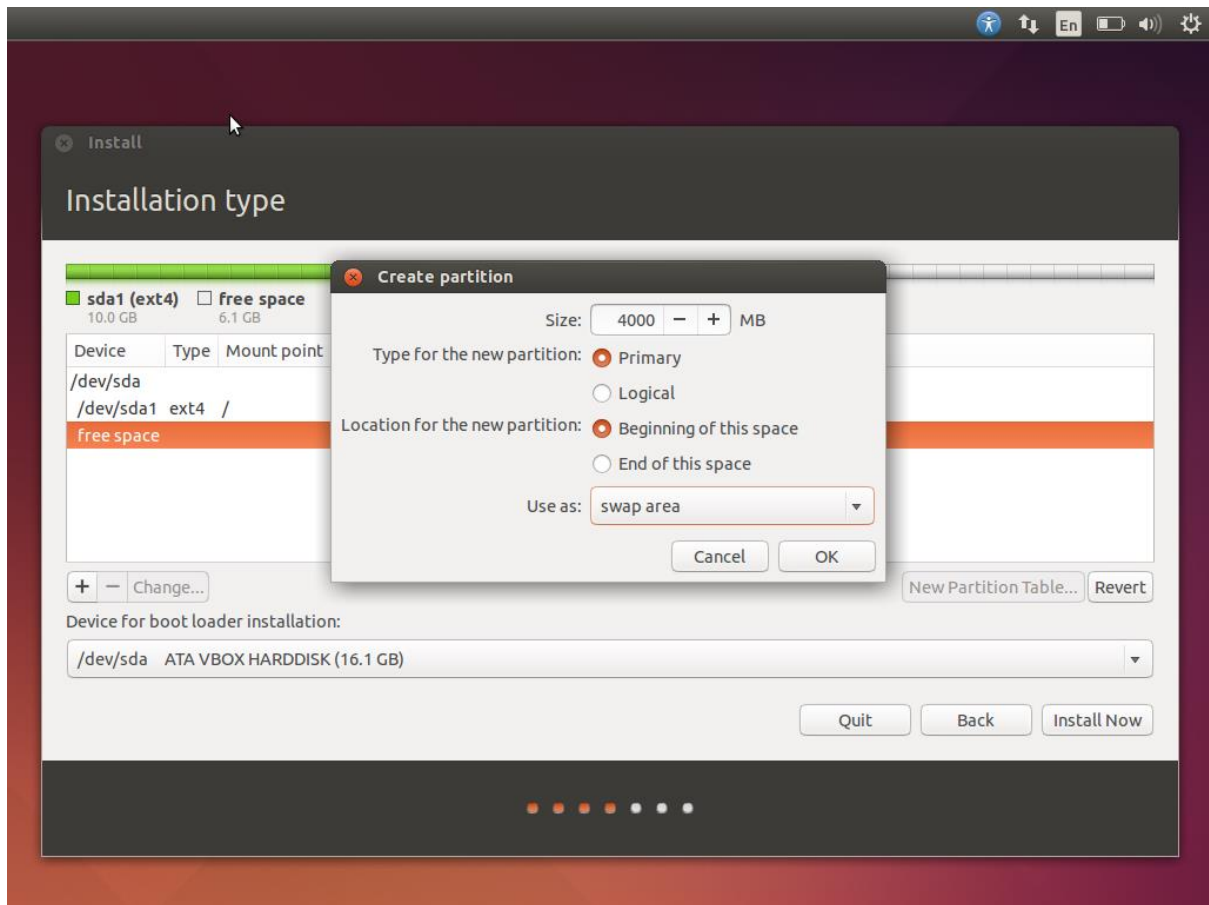 En
Install
Installation type
Create partition
sda1 (ext4) free space
10.0 GB 6.1 GB
Size: 4000 − + MB
Device Type Mount point
Type for the new partition: Primary
/dev/sda
Logical
/dev/sda1 ext4 /
Location for the new partition: Beginning of this space
free space
End of this space
Use as: swap area
Cancel OK
+ − Change... New Partition Table... Revert
Device for boot loader installation:
/dev/sda ATA VBOX HARDDISK (16.1 GB)
Quit Back Install Now